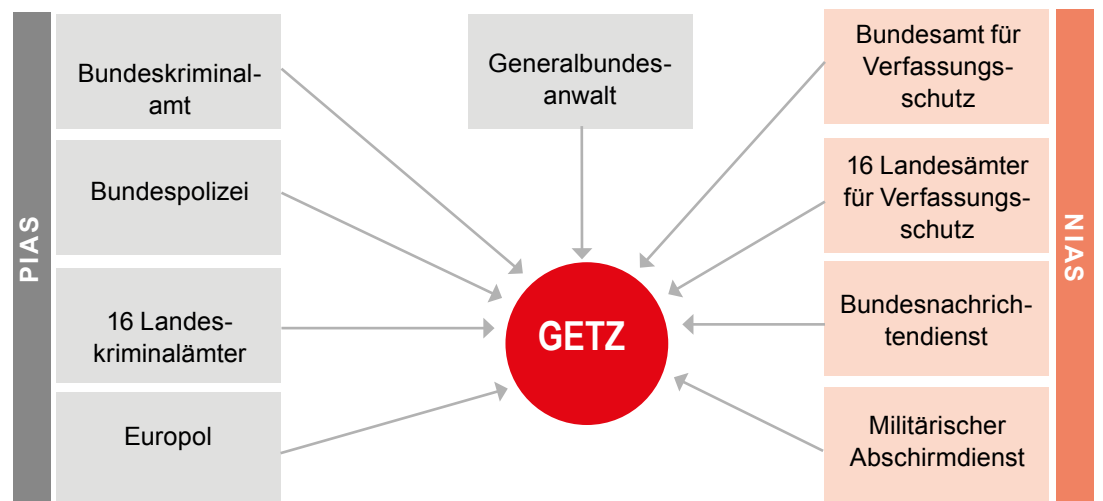 PIAS
Bundeskriminal-
amt
Bundespolizei
16 Landes-
kriminalämter
Europol
Generalbundes-
anwalt
GETZ
Bundesamt für
Verfassungs-
schutz
16 Landesämter
für Verfassungs-
schutz
Bundesnachrich-
tendienst
Militärischer
Abschirmdienst
NIAS